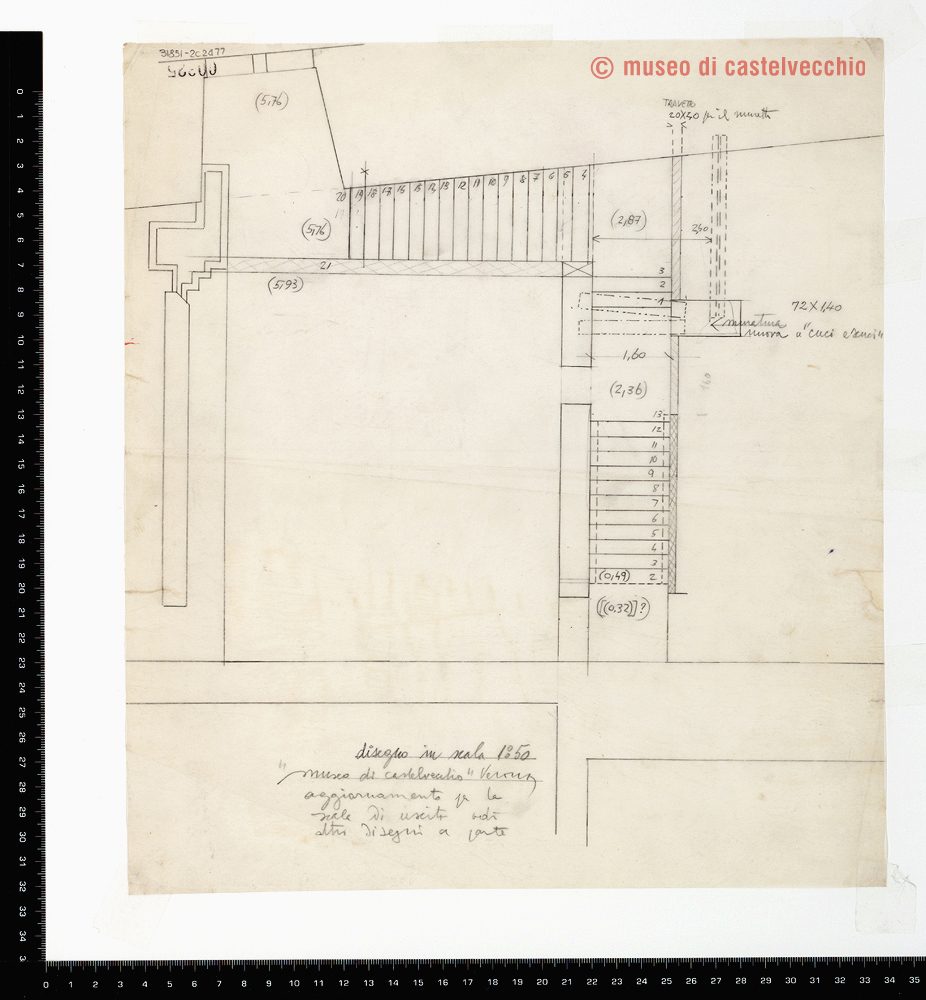 31851-2c2477
© museo di castelvecchio
(5,76)
TRAVETTO
20X40 per il muretto
20 19 18 17 16 15 14 13 12 11 10 9 8 7 6 5 4
(5,76)
(2,87)
2,40
21
(5,93)
3
2
1
72X1,40
muratura
nuova a "cuci e scuci"
1,60
(2,36)
160
13
12
11
10
9
8
7
6
5
4
3
(0,49) 2
([(0,32)]?)
disegno in scala 1:50
"museo di castelvecchio" Verona
aggiornamento per la
scala di uscita vedi
altri disegni a parte
0 1 2 3 4 5 6 7 8 9 10 11 12 13 14 15 16 17 18 19 20 21 22 23 24 25 26 27 28 29 30 31 32 33 34
0 1 2 3 4 5 6 7 8 9 10 11 12 13 14 15 16 17 18 19 20 21 22 23 24 25 26 27 28 29 30 31 32 33 34 35